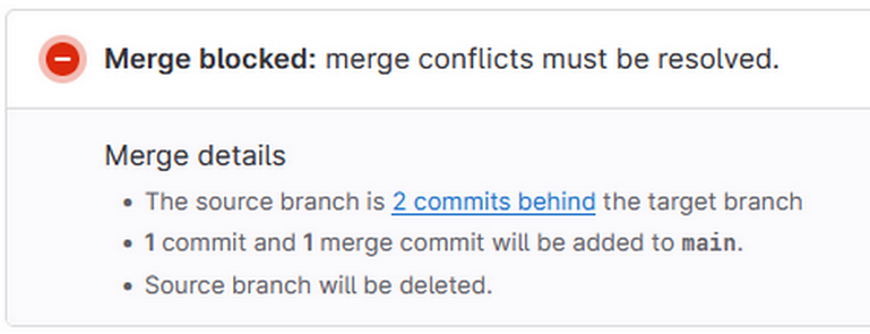 Merge blocked: merge conflicts must be resolved.
Merge details
• The source branch is 2 commits behind the target branch
• 1 commit and 1 merge commit will be added to main.
• Source branch will be deleted.